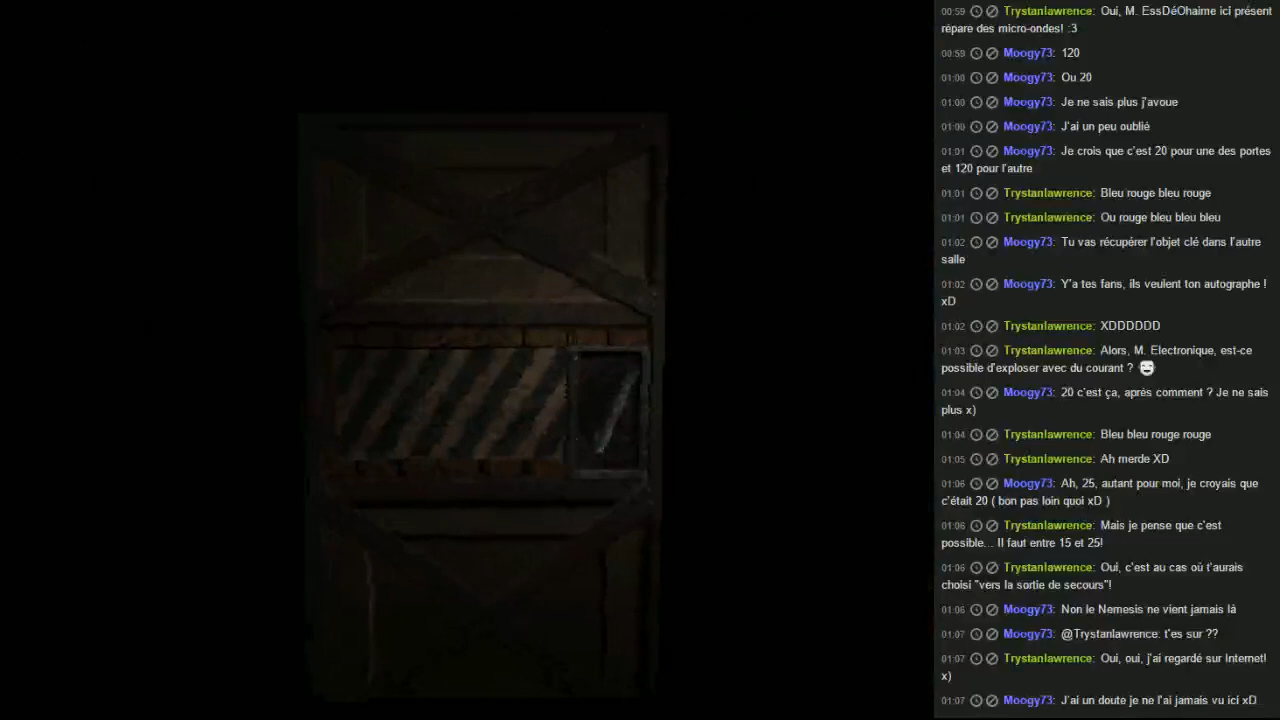 00:59 Trystanlawrence: Oui, M. EssDéOhaime ici présent
répare des micro-ondes! :3
00:59 Moogy73: 120
01:00 Moogy73: Ou 20
01:00 Moogy73: Je ne sais plus j'avoue
01:00 Moogy73: J'ai un peu oublié
01:01 Moogy73: Je crois que c'est 20 pour une des portes
et 120 pour l'autre
01:01 Trystanlawrence: Bleu rouge bleu rouge
01:01 Trystanlawrence: Ou rouge bleu bleu bleu
01:02 Moogy73: Tu vas récupérer l'objet clé dans l'autre
salle
01:02 Moogy73: Y'a tes fans, ils veulent ton autographe !
xD
01:02 Trystanlawrence: XDDDDDD
01:03 Trystanlawrence: Alors, M. Electronique, est-ce
possible d'exploser avec du courant ?
01:04 Moogy73: 20 c'est ça, après comment ? Je ne sais
plus x)
01:04 Trystanlawrence: Bleu bleu rouge rouge
01:05 Trystanlawrence: Ah merde XD
01:06 Moogy73: Ah, 25, autant pour moi, je croyais que
c'était 20 ( bon pas loin quoi xD )
01:06 Trystanlawrence: Mais je pense que c'est
possible... Il faut entre 15 et 25!
01:06 Trystanlawrence: Oui, c'est au cas où t'aurais
choisi "vers la sortie de secours"!
01:06 Moogy73: Non le Nemesis ne vient jamais là
01:07 Moogy73: @Trystanlawrence: t'es sur ??
01:07 Trystanlawrence: Oui, oui, j'ai regardé sur Internet!
x)
01:07 Moogy73: J'ai un doute je ne l'ai jamais vu ici xD